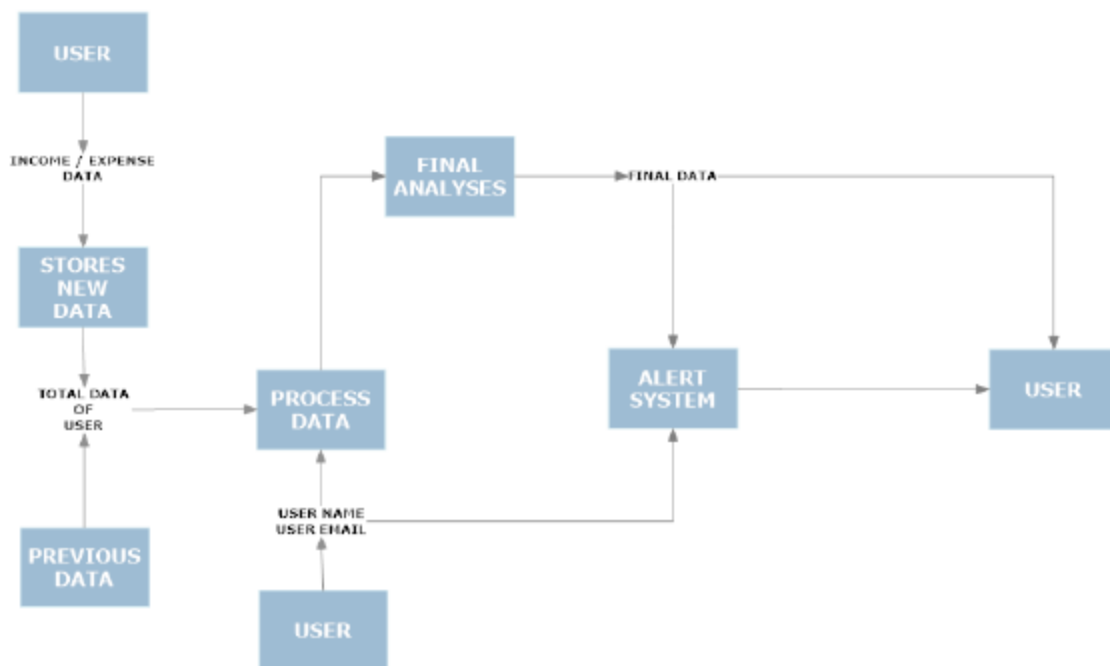 USER
INCOME / EXPENSE
DATA
STORES
NEW
DATA
TOTAL DATA
OF
USER
PREVIOUS
DATA
PROCESS
DATA
USER NAME
USER EMAIL
USER
FINAL
ANALYSES
FINAL DATA
ALERT
SYSTEM
USER